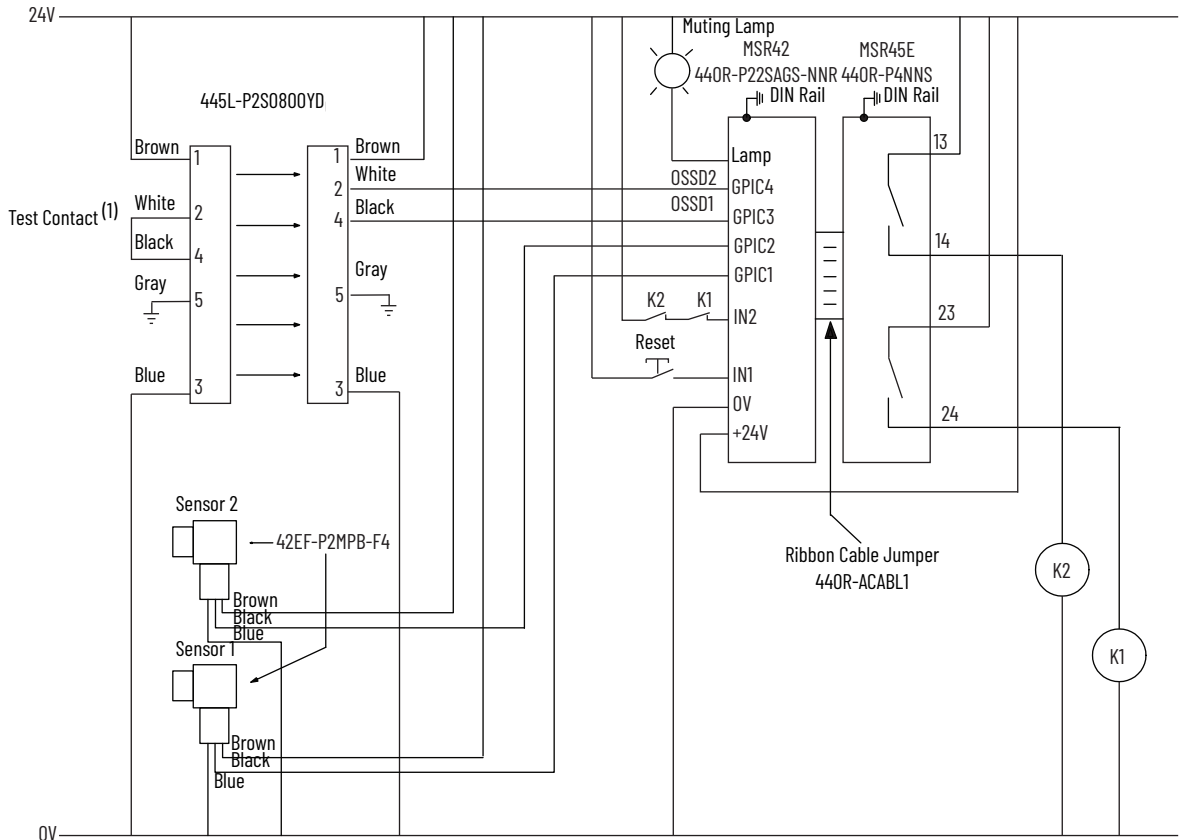 24V
Muting Lamp
MSR42
MSR45E
440R-P22SAGS-NNR
440R-P4NNS
DIN Rail
DIN Rail
445L-P2S0800YD
Brown
1
1
Brown
13
Lamp
White
2
OSSD2
GPIC4
White
2
Test Contact (1)
OSSD1
GPIC3
Black
4
Black
4
14
GPIC2
Gray
5
Gray
5
GPIC1
K2
K1
IN2
23
Reset
Blue
3
Blue
3
IN1
0V
24
+24V
Sensor 2
42EF-P2MPB-F4
Ribbon Cable Jumper
440R-ACABL1
K2
Brown
Black
Blue
Sensor 1
K1
Brown
Black
Blue
0V